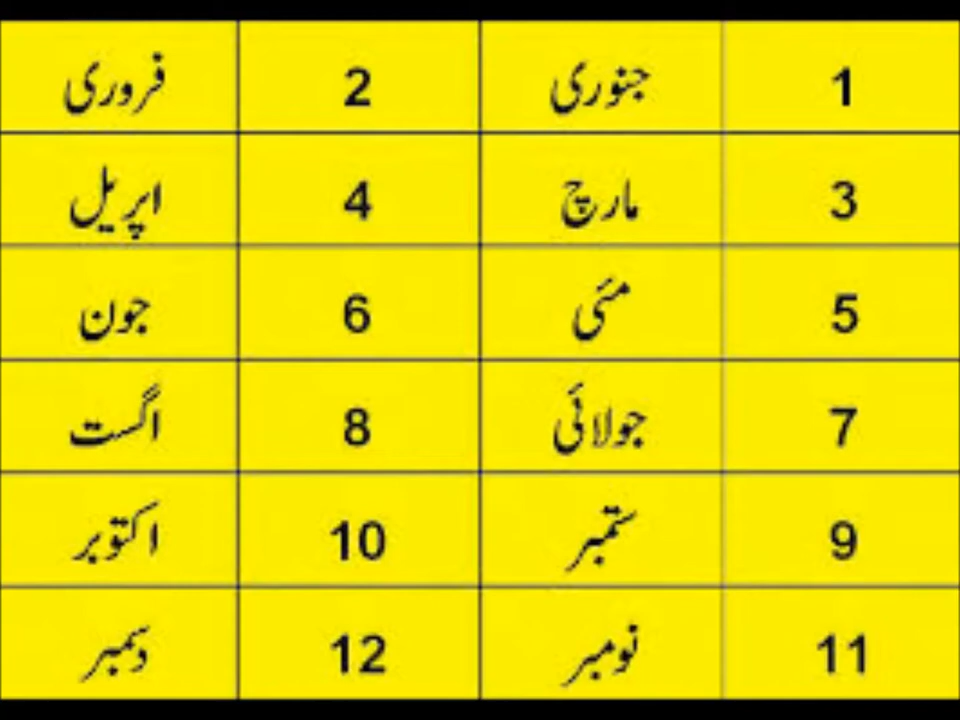 1 جنوری 2 فروری
3 مارچ 4 اپریل
5 مئی 6 جون
7 جولائی 8 اگست
9 ستمبر 10 اکتوبر
11 نومبر 12 دسمبر